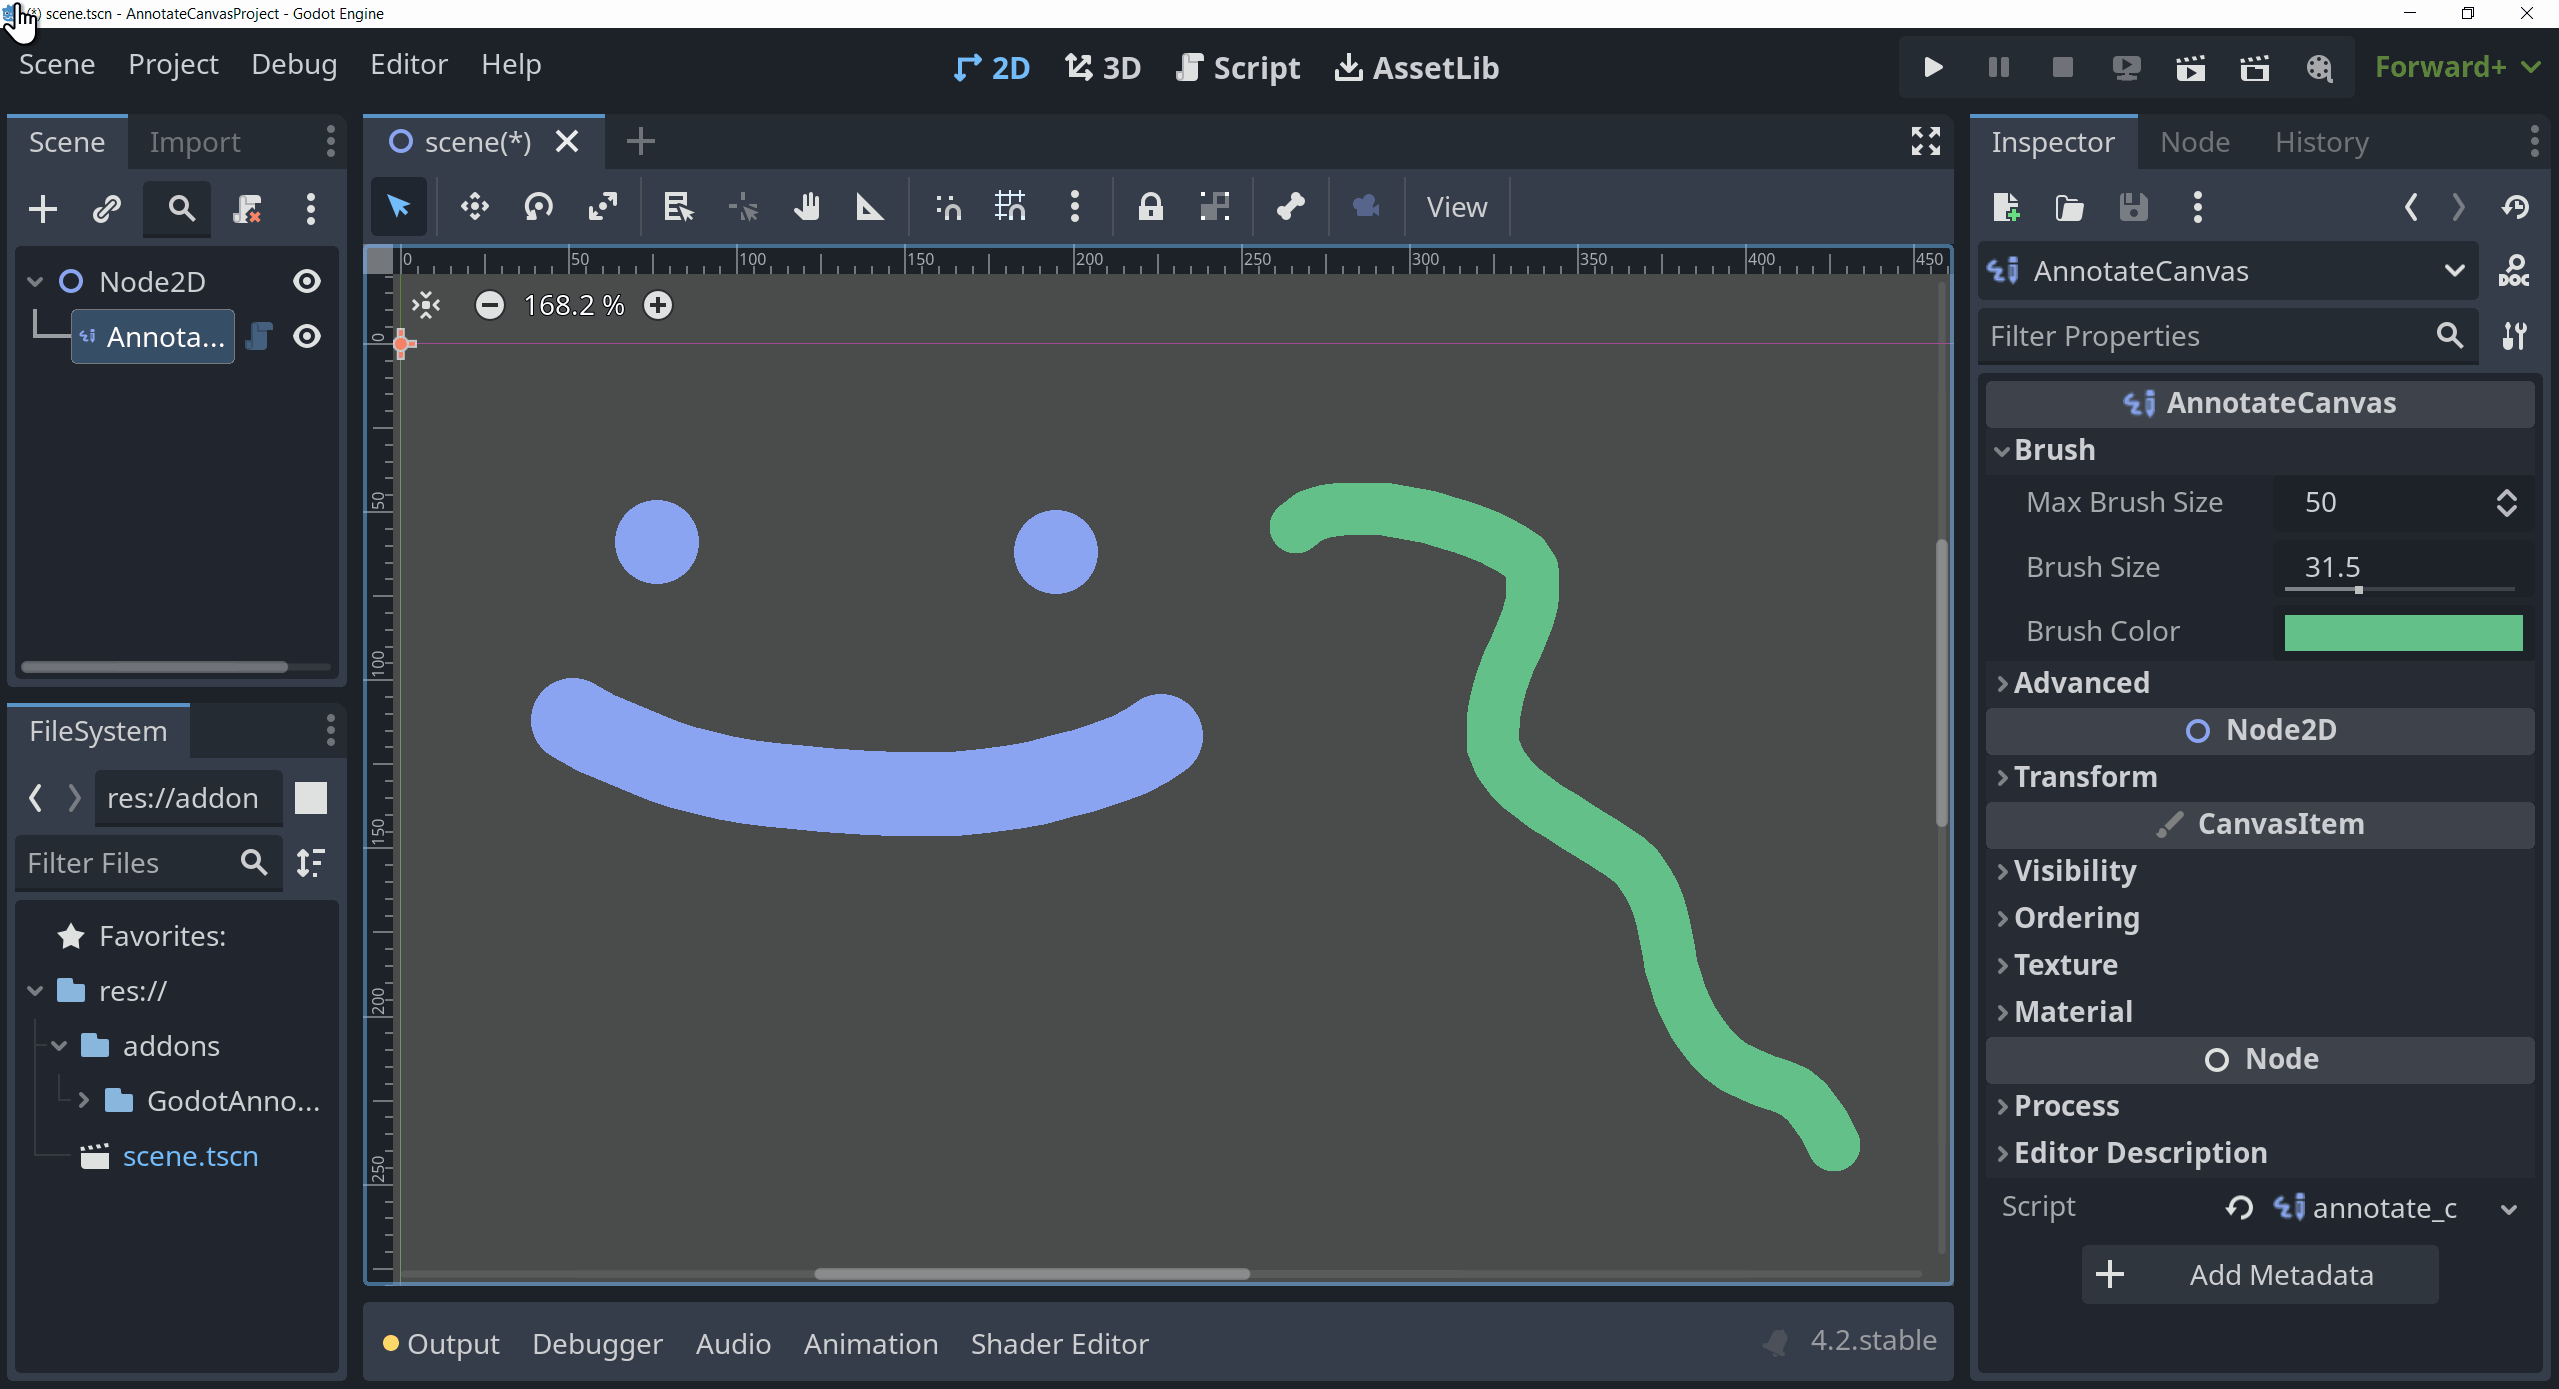 (*) scene.tscn - AnnotateCanvasProject - Godot Engine
Scene Project Debug Editor Help
2D 3D Script AssetLib
Forward+
Scene Import
Node2D
Annota...
FileSystem
res://addon
Filter Files
Favorites:
res://
addons
GodotAnno...
scene.tscn
scene(*)
View
0 50 100 150 200 250 300 350 400 450
168.2 %
0
50
100
150
200
250
Output Debugger Audio Animation Shader Editor
4.2.stable
Inspector Node History
AnnotateCanvas
DOC
Filter Properties
AnnotateCanvas
Brush
Max Brush Size 50
Brush Size 31.5
Brush Color
Advanced
Node2D
Transform
CanvasItem
Visibility
Ordering
Texture
Material
Node
Process
Editor Description
Script annotate_c
Add Metadata